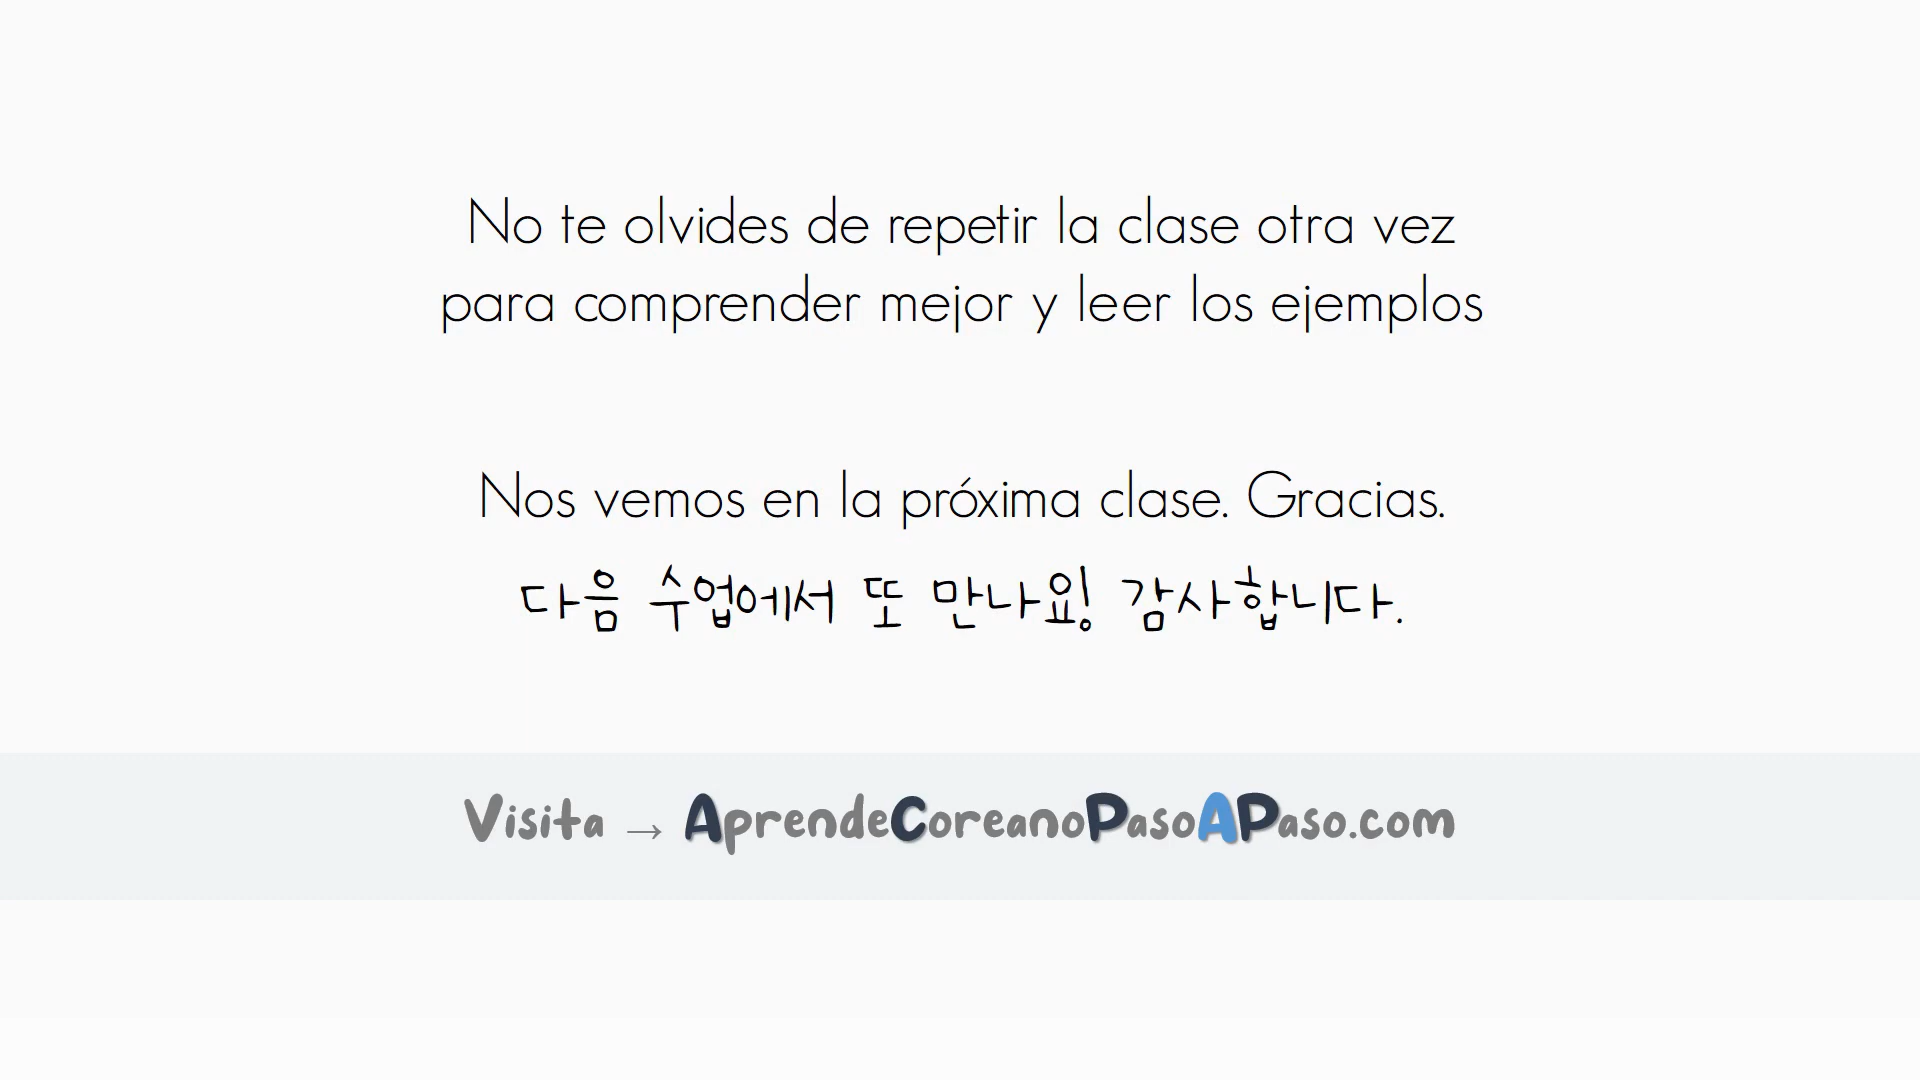 No te olvides de repetir la clase otra vez
para comprender mejor y leer los ejemplos
Nos vemos en la próxima clase. Gracias.
다음 수업에서 또 만나요! 감사합니다.
Visita → AprendeCoreanoPasoAPaso.com